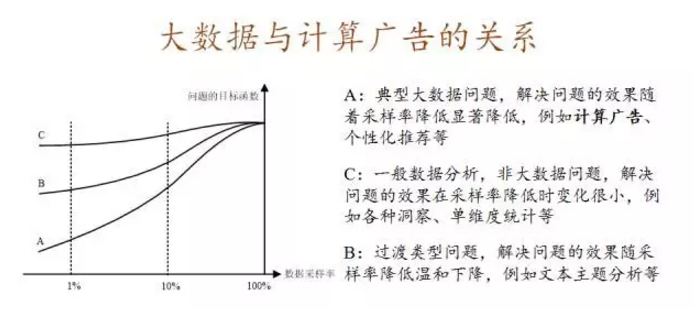 大数据与计算广告的关系
问题的目标函数
C
B
A
数据采样率
1%
10%
100%
A：典型大数据问题，解决问题的效果随
着采样率降低显著降低，例如计算广告、
个性化推荐等
C：一般数据分析，非大数据问题，解决
问题的效果在采样率降低时变化很小，例
如各种洞察、单维度统计等
B：过渡类型问题，解决问题的效果随采
样率降低温和下降，例如文本主题分析等